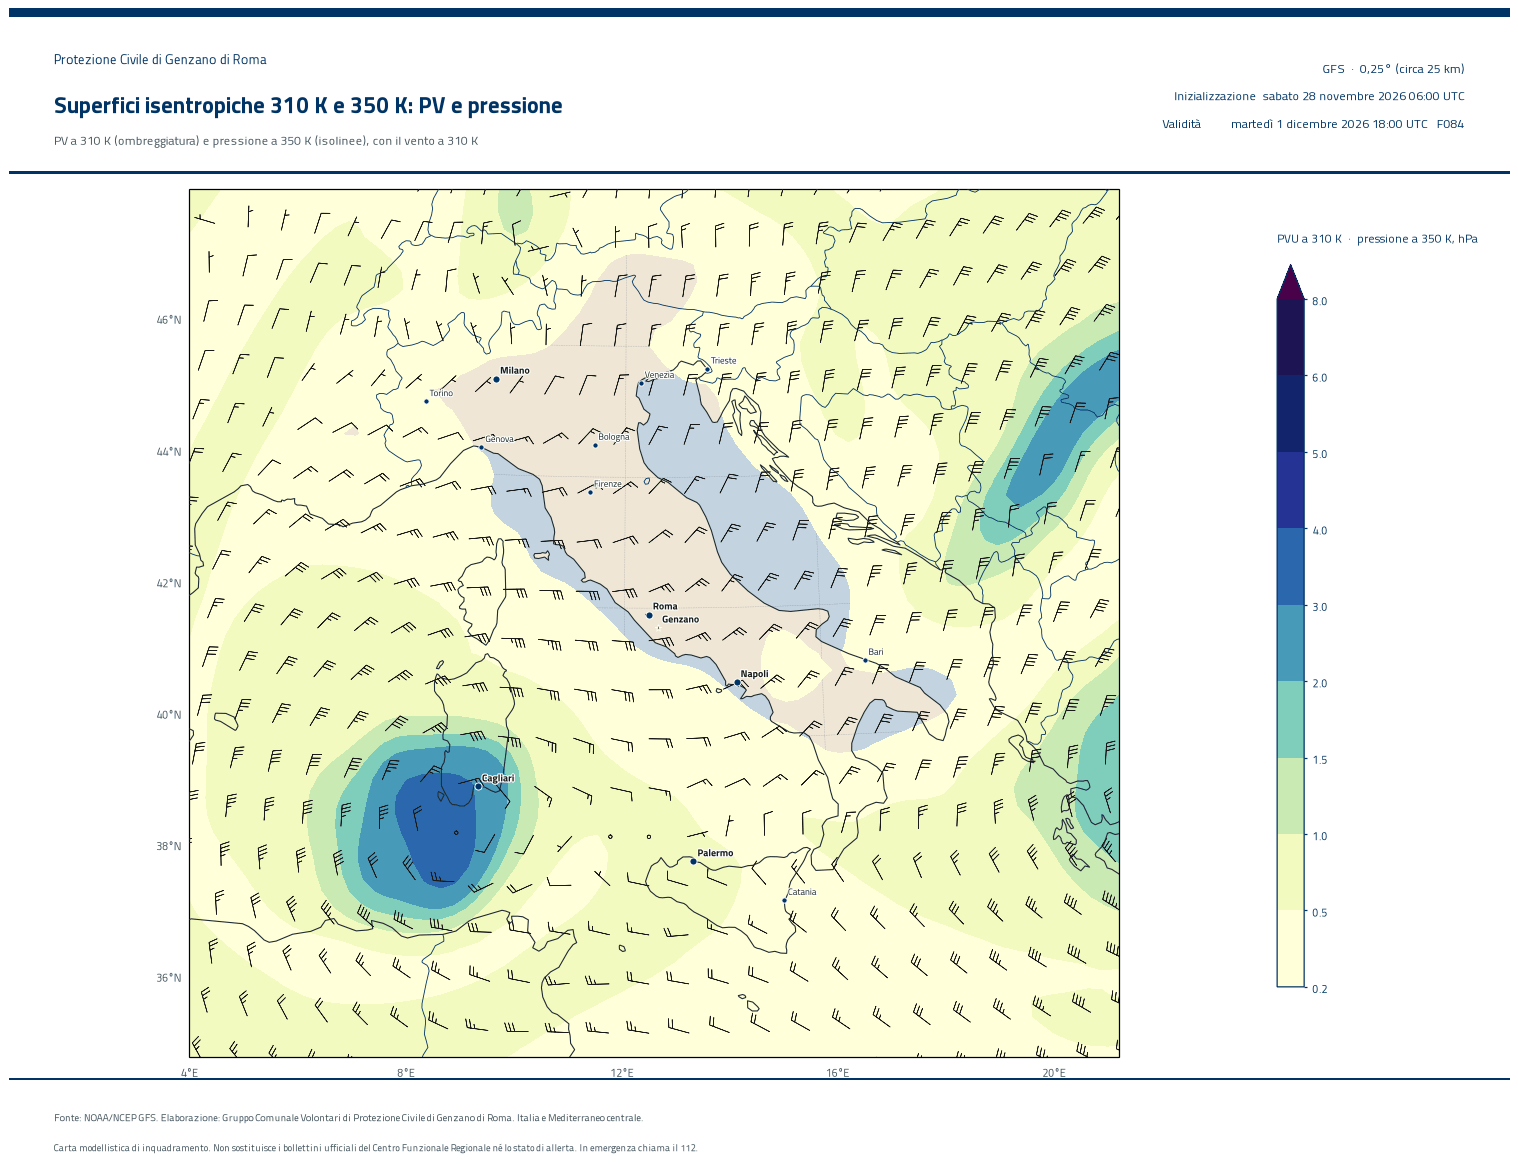 Protezione Civile di Genzano di Roma
Superfici isentropiche 310 K e 350 K: PV e pressione
PV a 310 K (ombreggiatura) e pressione a 350 K (isolinee), con il vento a 310 K
GFS · 0,25° (circa 25 km)
Inizializzazione sabato 28 novembre 2026 06:00 UTC
Validità martedì 1 dicembre 2026 18:00 UTC F084
PVU a 310 K · pressione a 350 K, hPa
8.0
6.0
5.0
4.0
3.0
2.0
1.5
1.0
0.5
0.2
46°N
44°N
42°N
40°N
38°N
36°N
4°E
8°E
12°E
16°E
20°E
Trieste
Milano
Venezia
Torino
Genova
Bologna
Firenze
Roma
Genzano
Bari
Napoli
Cagliari
Palermo
Catania
Fonte: NOAA/NCEP GFS. Elaborazione: Gruppo Comunale Volontari di Protezione Civile di Genzano di Roma. Italia e Mediterraneo centrale.
Carta modellistica di inquadramento. Non sostituisce i bollettini ufficiali del Centro Funzionale Regionale né lo stato di allerta. In emergenza chiama il 112.